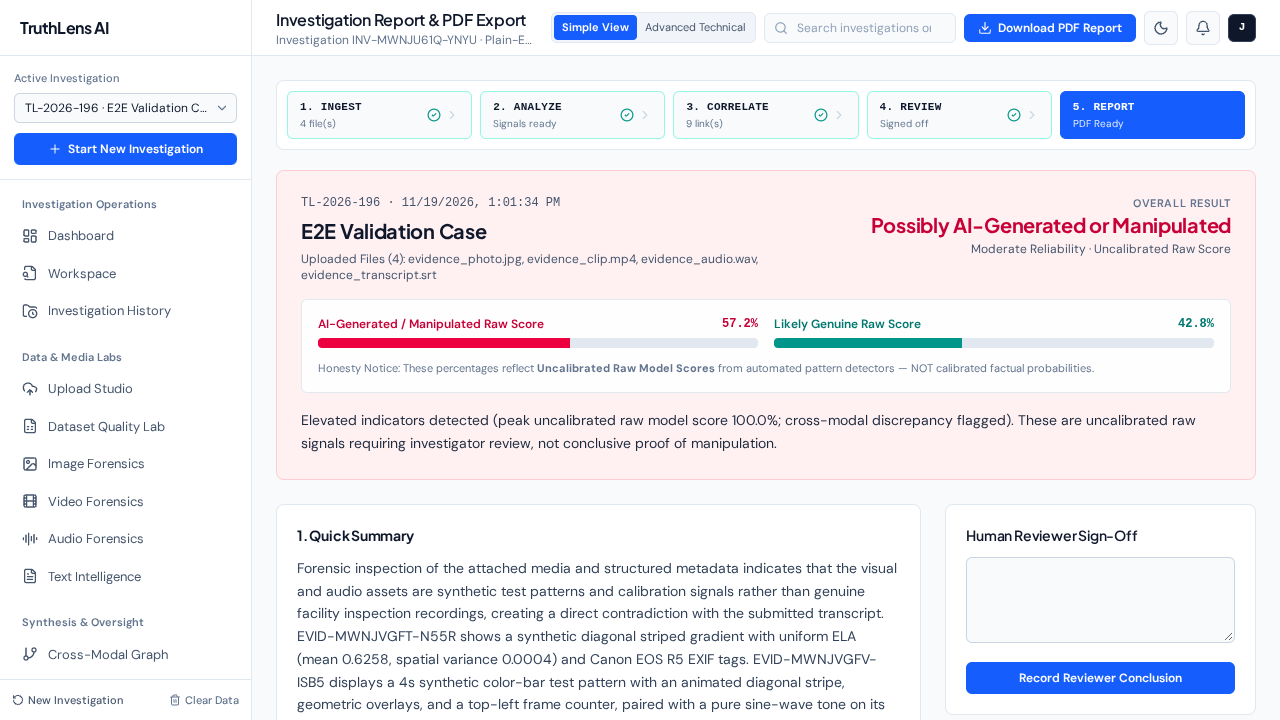 TruthLens AI
Active Investigation
TL-2026-196 · E2E Validation C...
Start New Investigation
Investigation Operations
Dashboard
Workspace
Investigation History
Data & Media Labs
Upload Studio
Dataset Quality Lab
Image Forensics
Video Forensics
Audio Forensics
Text Intelligence
Synthesis & Oversight
Cross-Modal Graph
New Investigation
Clear Data
Investigation Report & PDF Export
Investigation INV-MWNJU61Q-YNYU · Plain-E...
Simple View
Advanced Technical
Search investigations or
Download PDF Report
J
1. INGEST
4 file(s)
2. ANALYZE
Signals ready
3. CORRELATE
9 link(s)
4. REVIEW
Signed off
5. REPORT
PDF Ready
TL-2026-196 · 11/19/2026, 1:01:34 PM
E2E Validation Case
Uploaded Files (4): evidence_photo.jpg, evidence_clip.mp4, evidence_audio.wav,
evidence_transcript.srt
OVERALL RESULT
Possibly AI-Generated or Manipulated
Moderate Reliability · Uncalibrated Raw Score
AI-Generated / Manipulated Raw Score
57.2%
Likely Genuine Raw Score
42.8%
Honesty Notice: These percentages reflect Uncalibrated Raw Model Scores from automated pattern detectors — NOT calibrated factual probabilities.
Elevated indicators detected (peak uncalibrated raw model score 100.0%; cross-modal discrepancy flagged). These are uncalibrated raw
signals requiring investigator review, not conclusive proof of manipulation.
1. Quick Summary
Forensic inspection of the attached media and structured metadata indicates that the visual
and audio assets are synthetic test patterns and calibration signals rather than genuine
facility inspection recordings, creating a direct contradiction with the submitted transcript.
EVID-MWNJVGFT-N55R shows a synthetic diagonal striped gradient with uniform ELA
(mean 0.6258, spatial variance 0.0004) and Canon EOS R5 EXIF tags. EVID-MWNJVGFV-
ISB5 displays a 4s synthetic color-bar test pattern with an animated diagonal stripe,
geometric overlays, and a top-left frame counter, paired with a pure sine-wave tone on its
Human Reviewer Sign-Off
Record Reviewer Conclusion